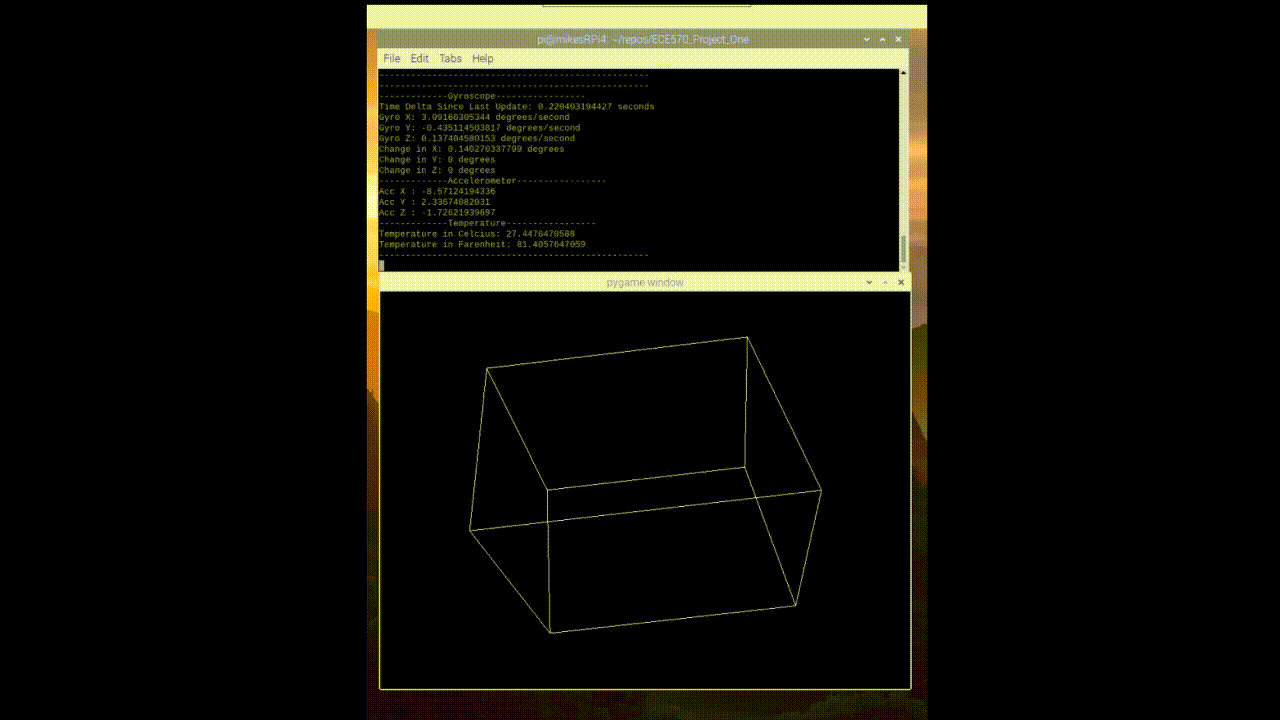 pi@mikesRPi4: ~/repos/ECE570_Project_One
File Edit Tabs Help
---------------------------------------------------
---------------------------------------------------
-------------Gyroscope-----------------
Time Delta Since Last Update: 0.220403194427 seconds
Gyro X: 3.09160305344 degrees/second
Gyro Y: -0.435114503817 degrees/second
Gyro Z: 0.137404580153 degrees/second
Change in X: 0.140270337799 degrees
Change in Y: 0 degrees
Change in Z: 0 degrees
-------------Accelerometer-----------------
Acc X : -8.57124194336
Acc Y : 2.33674082031
Acc Z : -1.72621939697
-------------Temperature-----------------
Temperature in Celcius: 27.4476470588
Temperature in Farenheit: 81.4057647059
---------------------------------------------------
pygame window